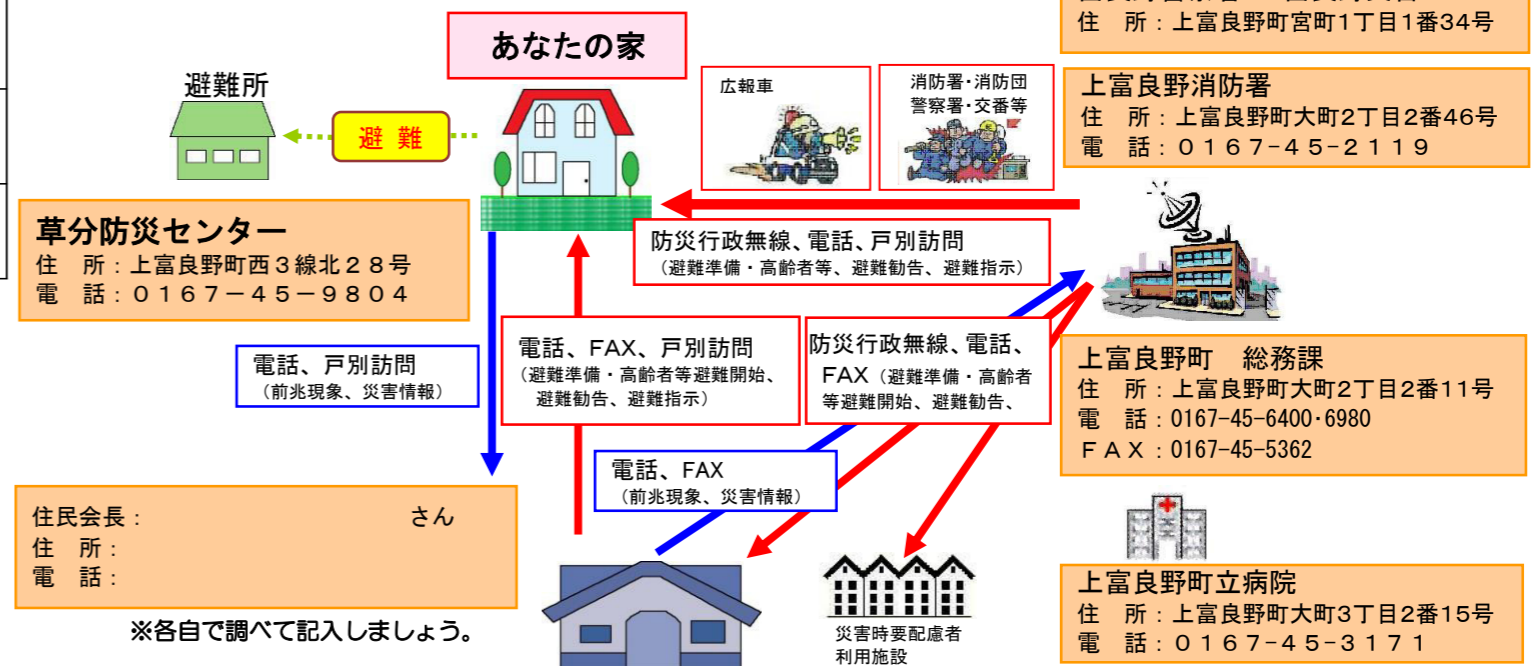 住　所：上富良野町宮町1丁目1番34号
あなたの家
避難所
避 難
広報車
消防署・消防団
警察署・交番等
上富良野消防署
住　所：上富良野町大町2丁目2番46号
電　話：０１６７-４５-２１１９
草分防災センター
住　所：上富良野町西３線北２８号
電　話：０１６７－４５－９８０４
防災行政無線、電話、戸別訪問
（避難準備・高齢者等、避難勧告、避難指示）
電話、戸別訪問
（前兆現象、災害情報）
電話、FAX、戸別訪問
（避難準備・高齢者等避難開始、
避難勧告、避難指示）
防災行政無線、電話、
FAX（避難準備・高齢者
等避難開始、避難勧告、
上富良野町　総務課
住　所：上富良野町大町2丁目2番11号
電　話：0167-45-6400・6980
ＦＡＸ：0167-45-5362
電話、FAX
（前兆現象、災害情報）
住民会長：　　　　　　　　　　さん
住　所：
電　話：
※各自で調べて記入しましょう。
災害時要配慮者
利用施設
上富良野町立病院
住　所：上富良野町大町3丁目2番15号
電　話：０１６７-４５-３１７１